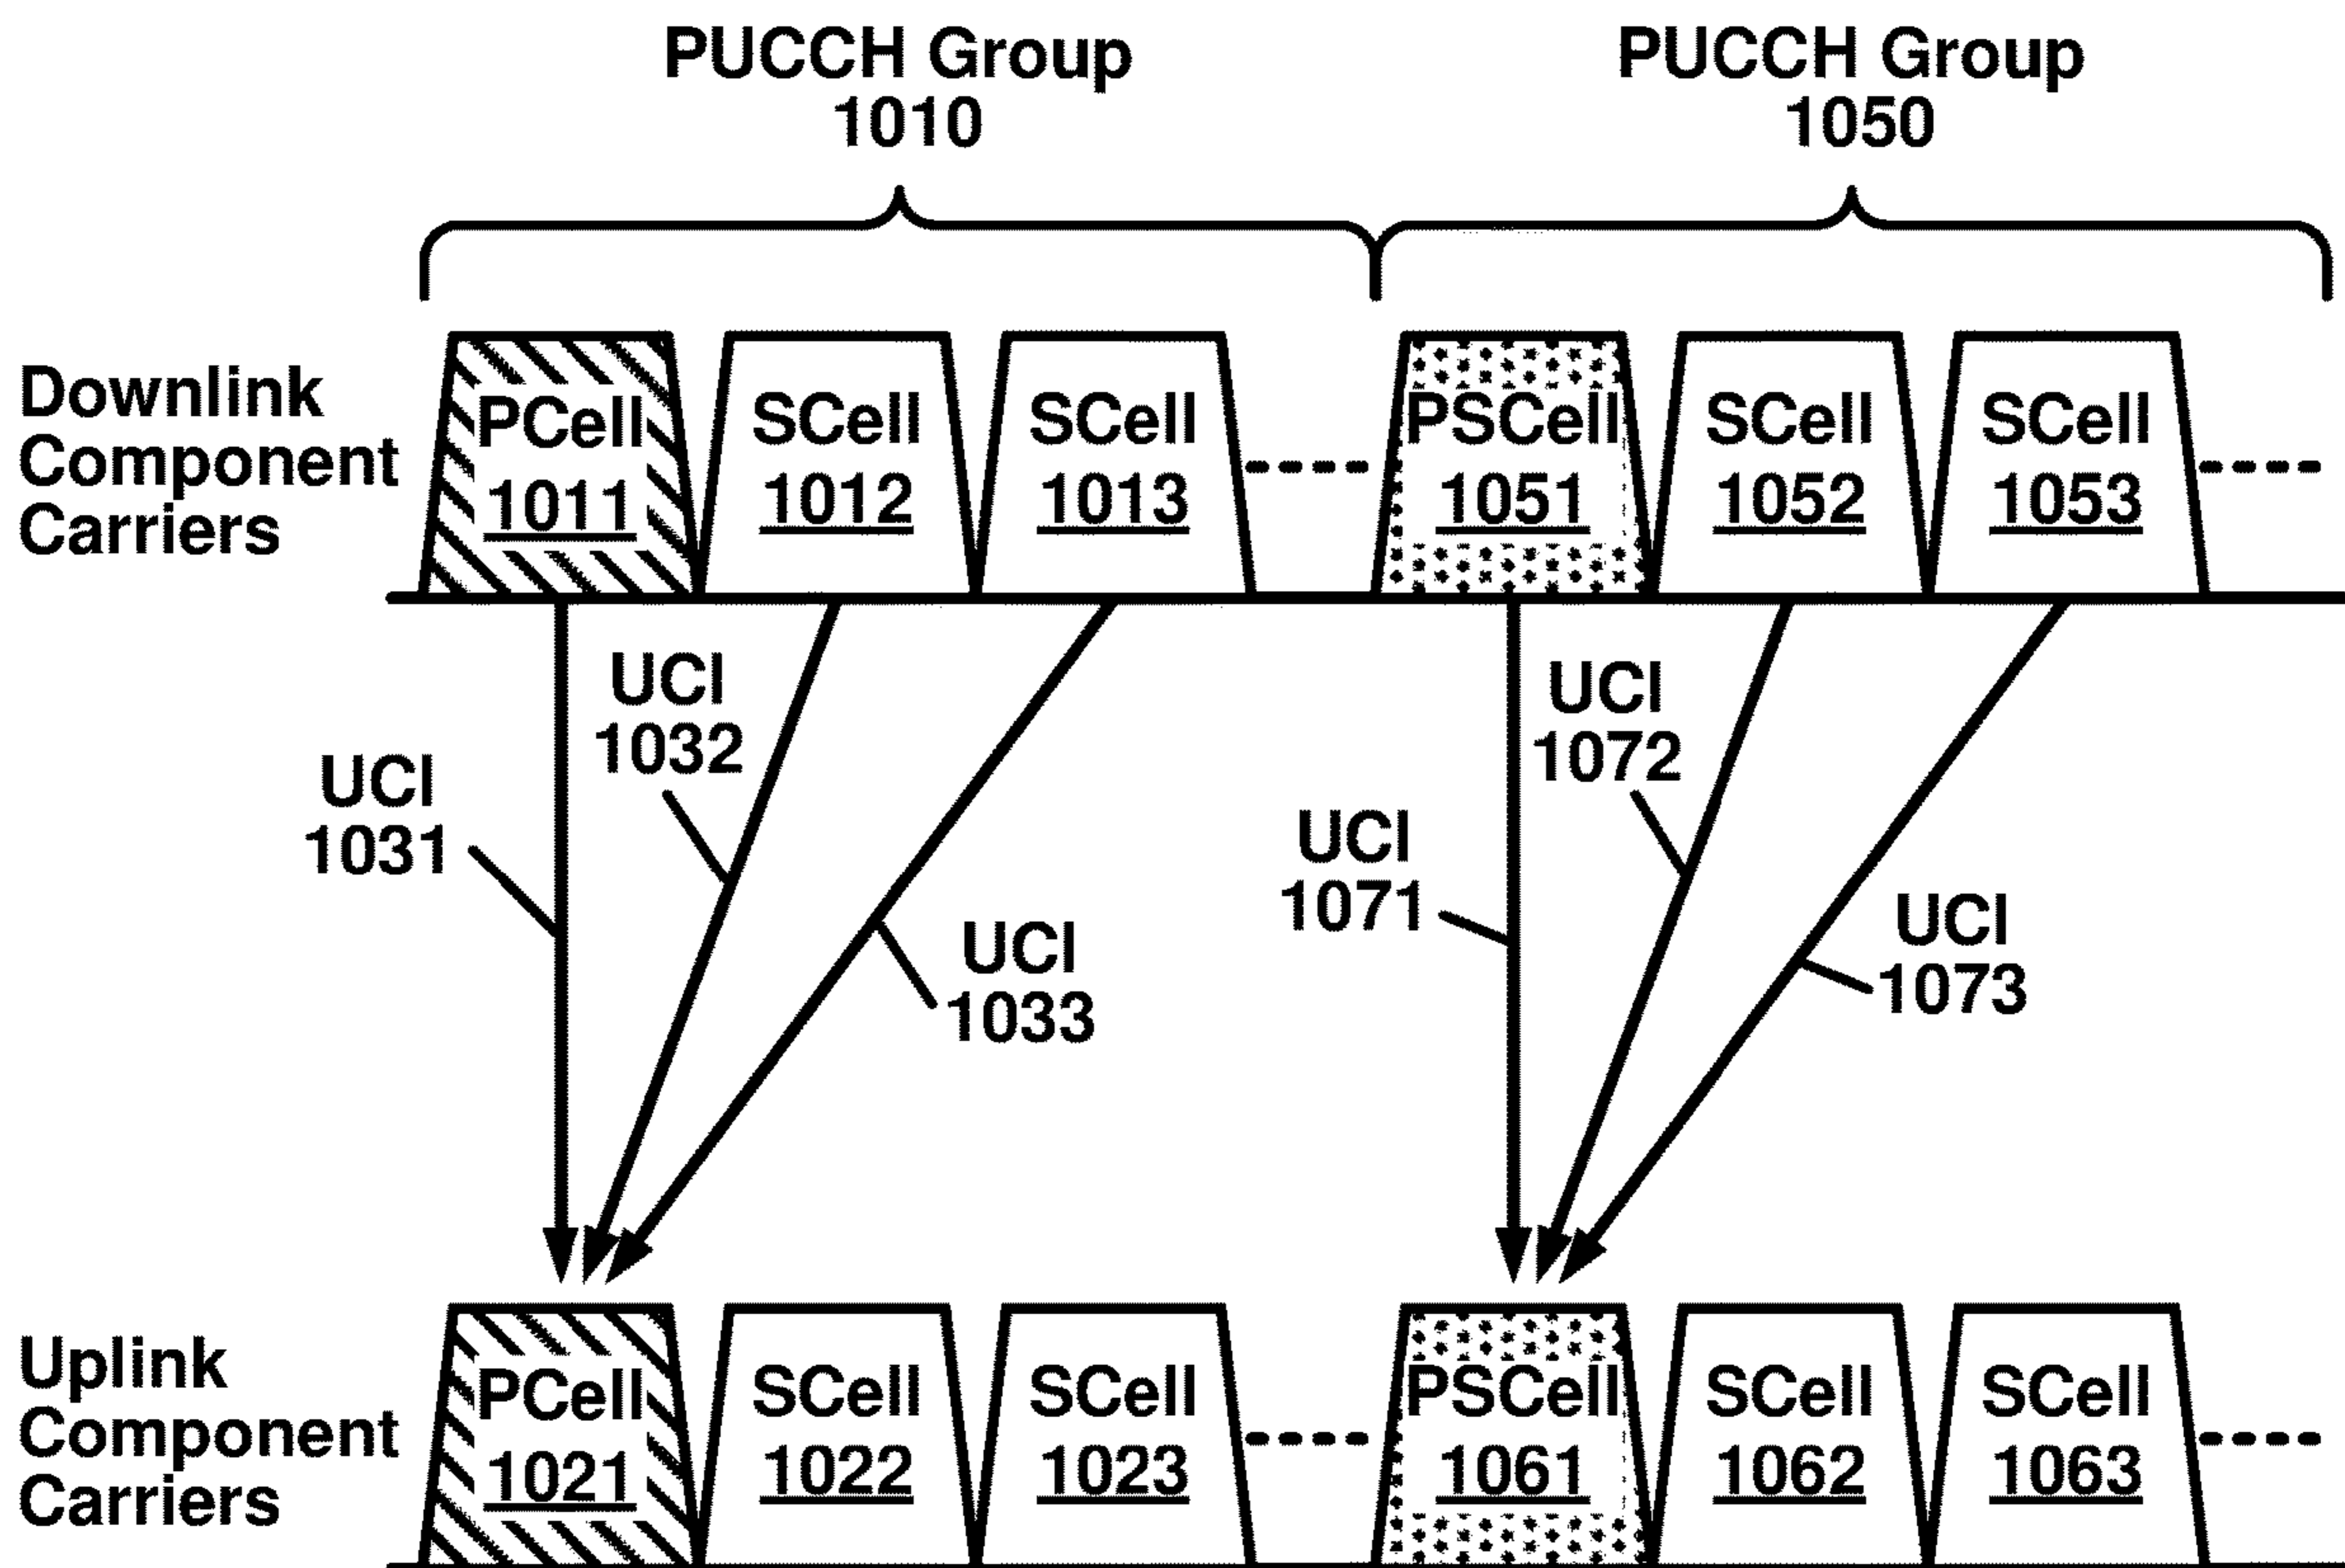 PUCCH Group
1010
PUCCH Group
1050
Downlink
Component
Carriers
PCell
1011
SCell
1012
SCell
1013
PSCell
1051
SCell
1052
SCell
1053
UCI
1031
UCI
1032
UCI
1033
UCI
1071
UCI
1072
UCI
1073
Uplink
Component
Carriers
PCell
1021
SCell
1022
SCell
1023
PSCell
1061
SCell
1062
SCell
1063